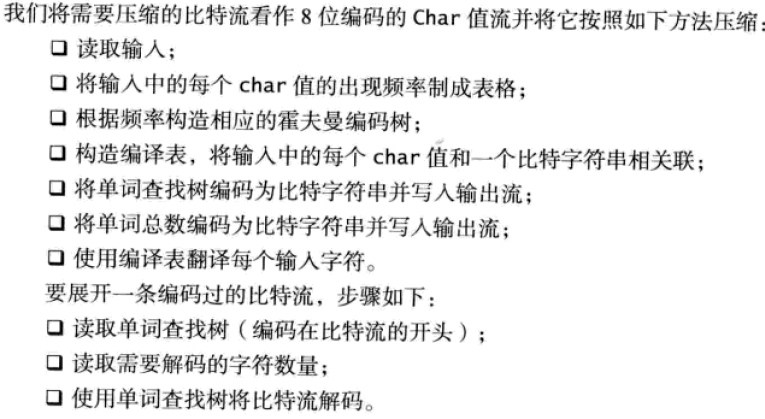 我们将需要压缩的比特流看作 8 位编码的 Char 值流并将它按照如下方法压缩:
❑ 读取输入;
❑ 将输入中的每个 char 值的出现频率制成表格;
❑ 根据频率构造相应的霍夫曼编码树;
❑ 构造编译表,将输入中的每个 char 值和一个比特字符串相关联;
❑ 将单词查找树编码为比特字符串并写入输出流;
❑ 将单词总数编码为比特字符串并写入输出流;
❑ 使用编译表翻译每个输入字符。
要展开一条编码过的比特流,步骤如下:
❑ 读取单词查找树(编码在比特流的开头);
❑ 读取需要解码的字符数量;
❑ 使用单词查找树将比特流解码。